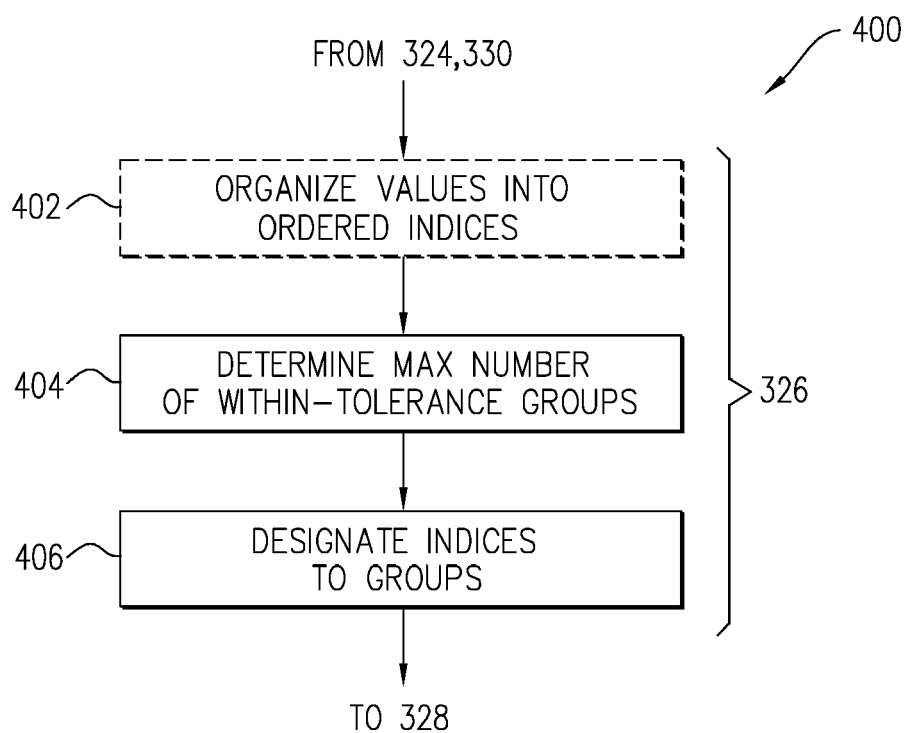 400
FROM 324,330
402
ORGANIZE VALUES INTO
ORDERED INDICES
404
DETERMINE MAX NUMBER
OF WITHIN-TOLERANCE GROUPS
326
406
DESIGNATE INDICES
TO GROUPS
TO 328